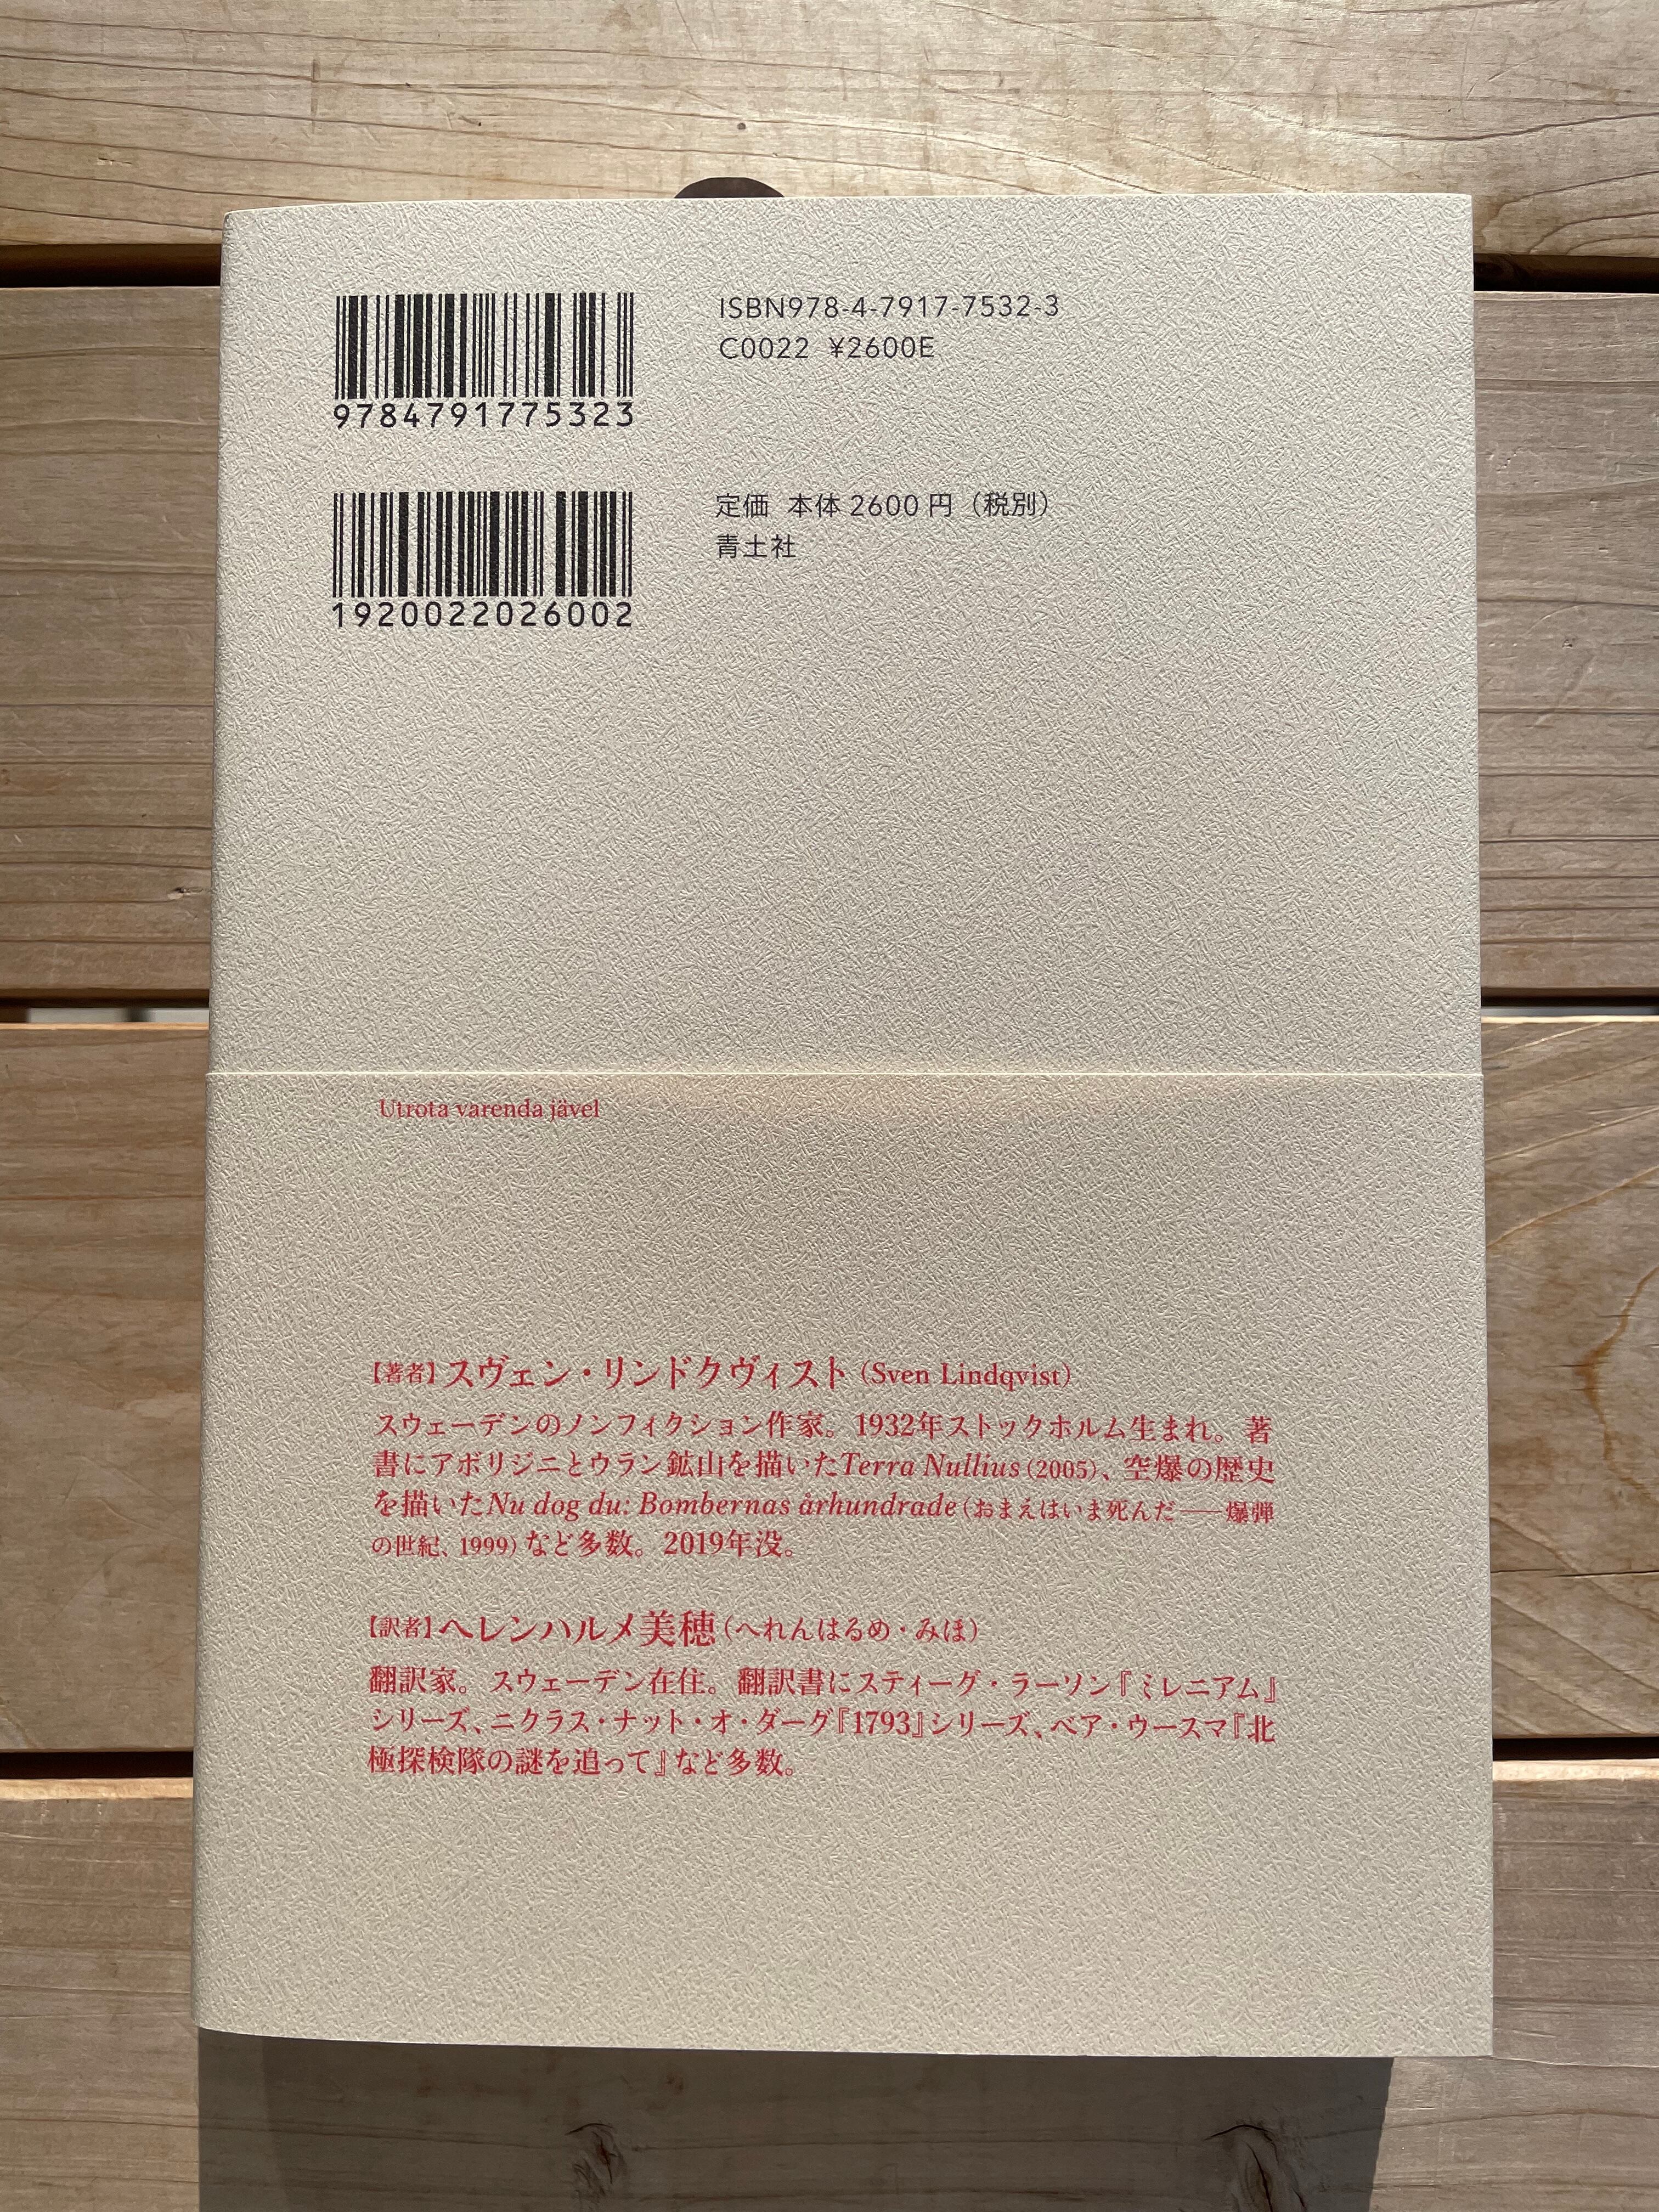 9784791775323
ISBN978-4-7917-7532-3
C0022 ¥2600E
1920022026002
定価 本体 2600 円（税別）
青土社
Utrota varenda jävel
【著者】スヴェン・リンドクヴィスト（Sven Lindqvist）
スウェーデンのノンフィクション作家。1932年ストックホルム生まれ。著
書にアボリジニとウラン鉱山を描いたTerra Nullius（2005）、空爆の歴史
を描いたNu dog du: Bombernas århundrade（おまえはいま死んだ――爆弾
の世紀、1999）など多数。2019年没。
【訳者】ヘレンハルメ美穂（へれんはるめ・みほ）
翻訳家。スウェーデン在住。翻訳書にスティーグ・ラーソン『ミレニアム』
シリーズ、ニクラス・ナット・オ・ダーグ『1793』シリーズ、ベア・ウースマ『北
極探検隊の謎を追って』など多数。